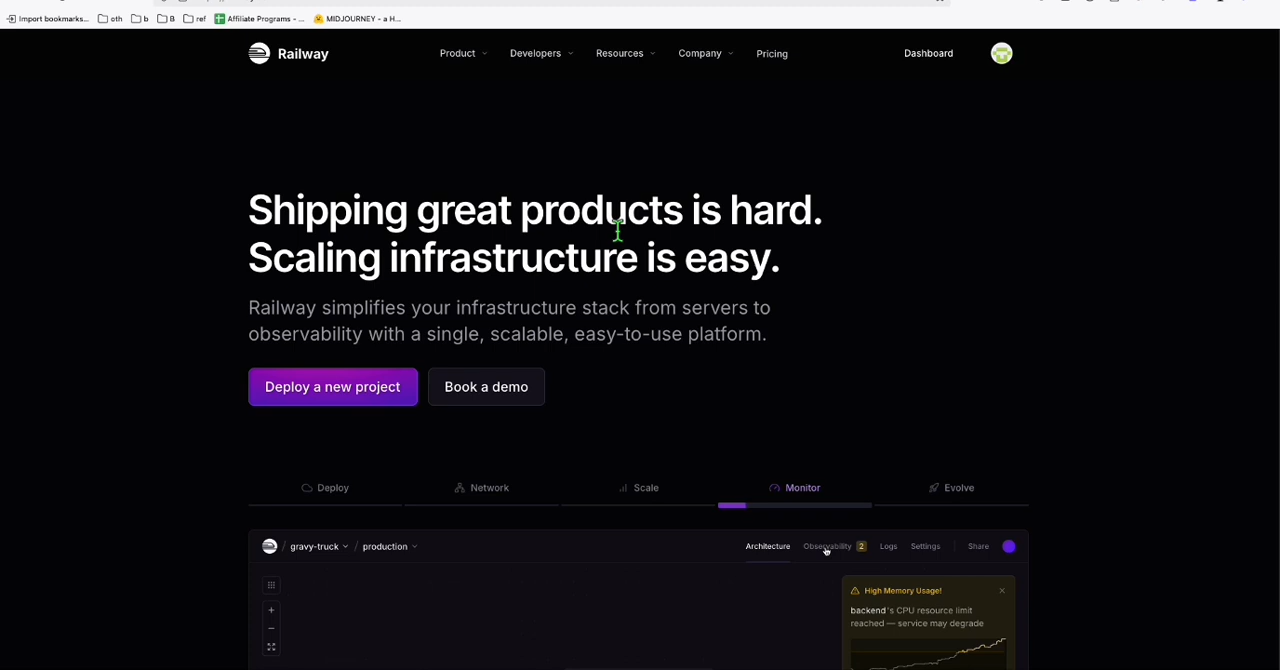 Import bookmarks... oth b B ref Affiliate Programs - ... MIDJOURNEY - a H...
Railway Product Developers Resources Company Pricing Dashboard
Shipping great products is hard.
Scaling infrastructure is easy.
Railway simplifies your infrastructure stack from servers to
observability with a single, scalable, easy-to-use platform.
Deploy a new project Book a demo
Deploy Network Scale Monitor Evolve
/ gravy-truck / production Architecture Observability 2 Logs Settings Share
High Memory Usage!
backend's CPU resource limit
reached — service may degrade